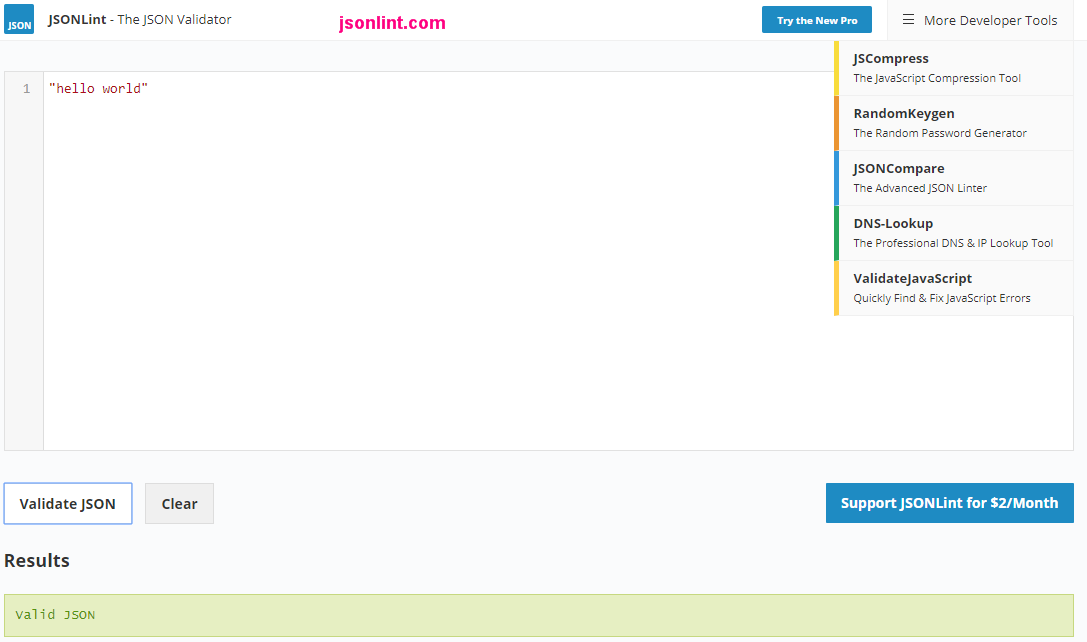 JSON
JSONLint - The JSON Validator
jsonlint.com
Try the New Pro
☰ More Developer Tools
1 "hello world"
JSCompress
The JavaScript Compression Tool
RandomKeygen
The Random Password Generator
JSONCompare
The Advanced JSON Linter
DNS-Lookup
The Professional DNS & IP Lookup Tool
ValidateJavaScript
Quickly Find & Fix JavaScript Errors
Validate JSON
Clear
Support JSONLint for $2/Month
Results
Valid JSON